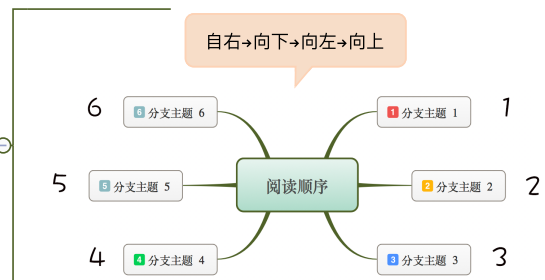 自右→向下→向左→向上
6
6 分支主题 6
1 分支主题 1
1
5
5 分支主题 5
阅读顺序
2 分支主题 2
2
4
4 分支主题 4
3 分支主题 3
3